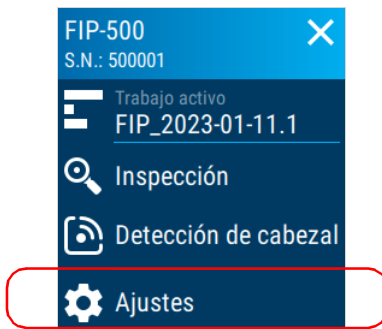 FIP-500
S.N.: 500001
Trabajo activo
FIP_2023-01-11.1
Inspección
Detección de cabezal
Ajustes